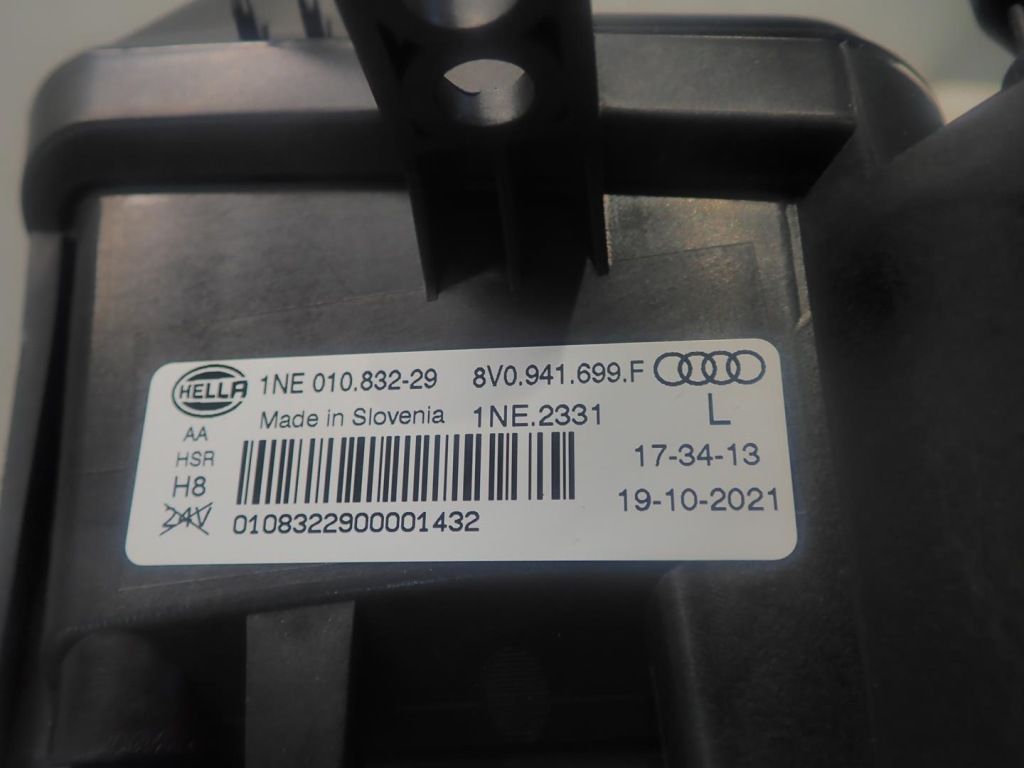 HELLA 1NE 010.832-29 8V0.941.699.F
Made in Slovenia 1NE.2331 L
AA
HSR
H8
24V
17-34-13
19-10-2021
0108322900001432